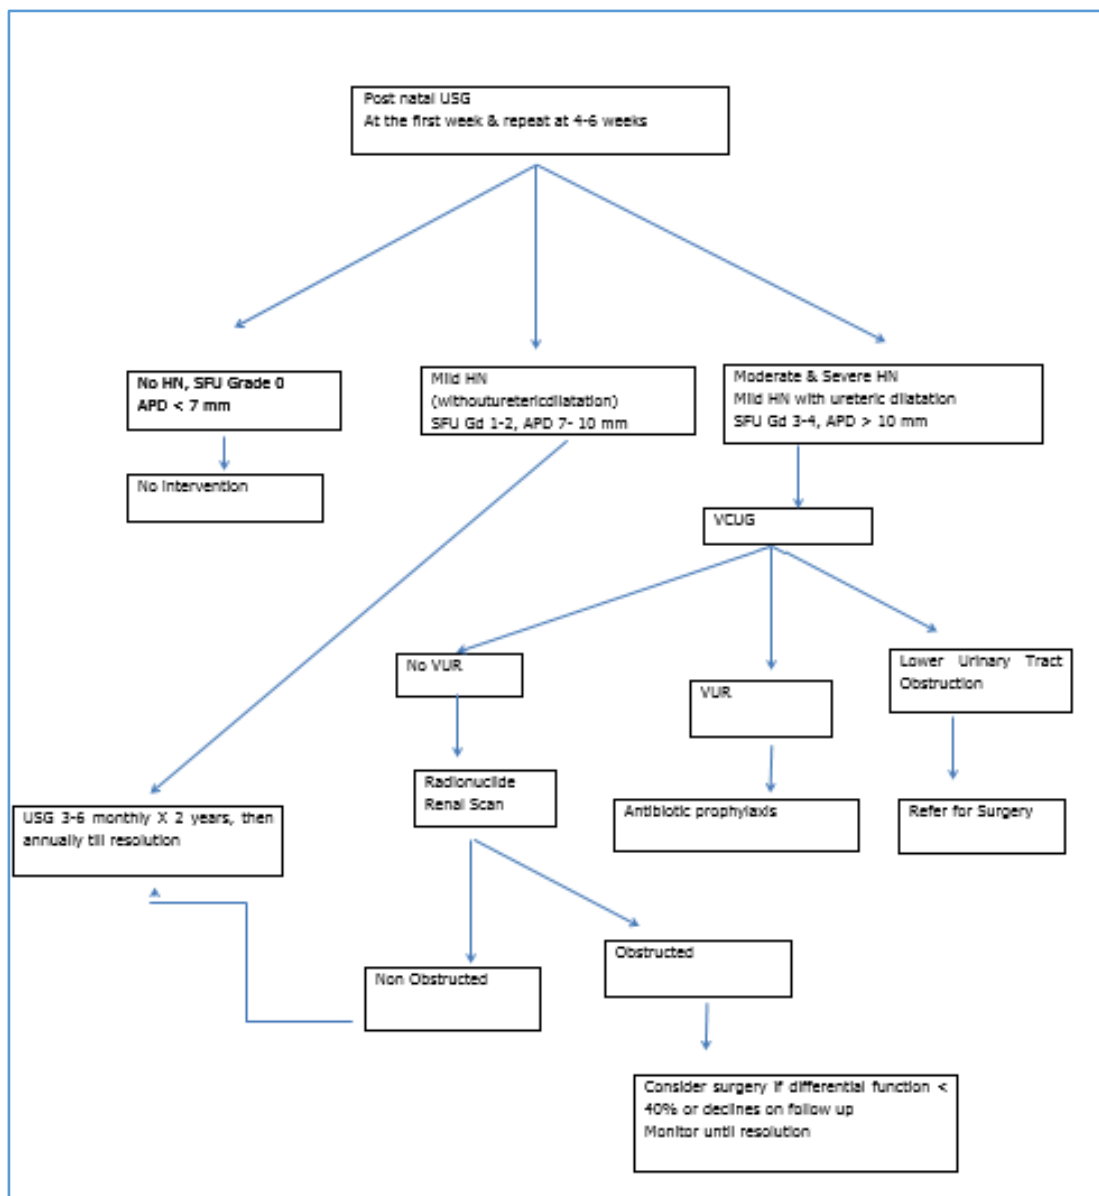 Post natal USG
At the first week & repeat at 4-6 weeks
No HN, SFU Grade 0
APD < 7 mm
Mild HN
(withouturetericdilatation)
SFU Gd 1-2, APD 7- 10 mm
Moderate & Severe HN
Mild HN with ureteric dilatation
SFU Gd 3-4, APD > 10 mm
No Intervention
VCUG
No VUR
VUR
Lower Urinary Tract
Obstruction
Radionuclide
Renal Scan
USG 3-6 monthly X 2 years, then
annually till resolution
Antibiotic prophylaxis
Refer for Surgery
Non Obstructed
Obstructed
Consider surgery if differential function <
40% or declines on follow up
Monitor until resolution